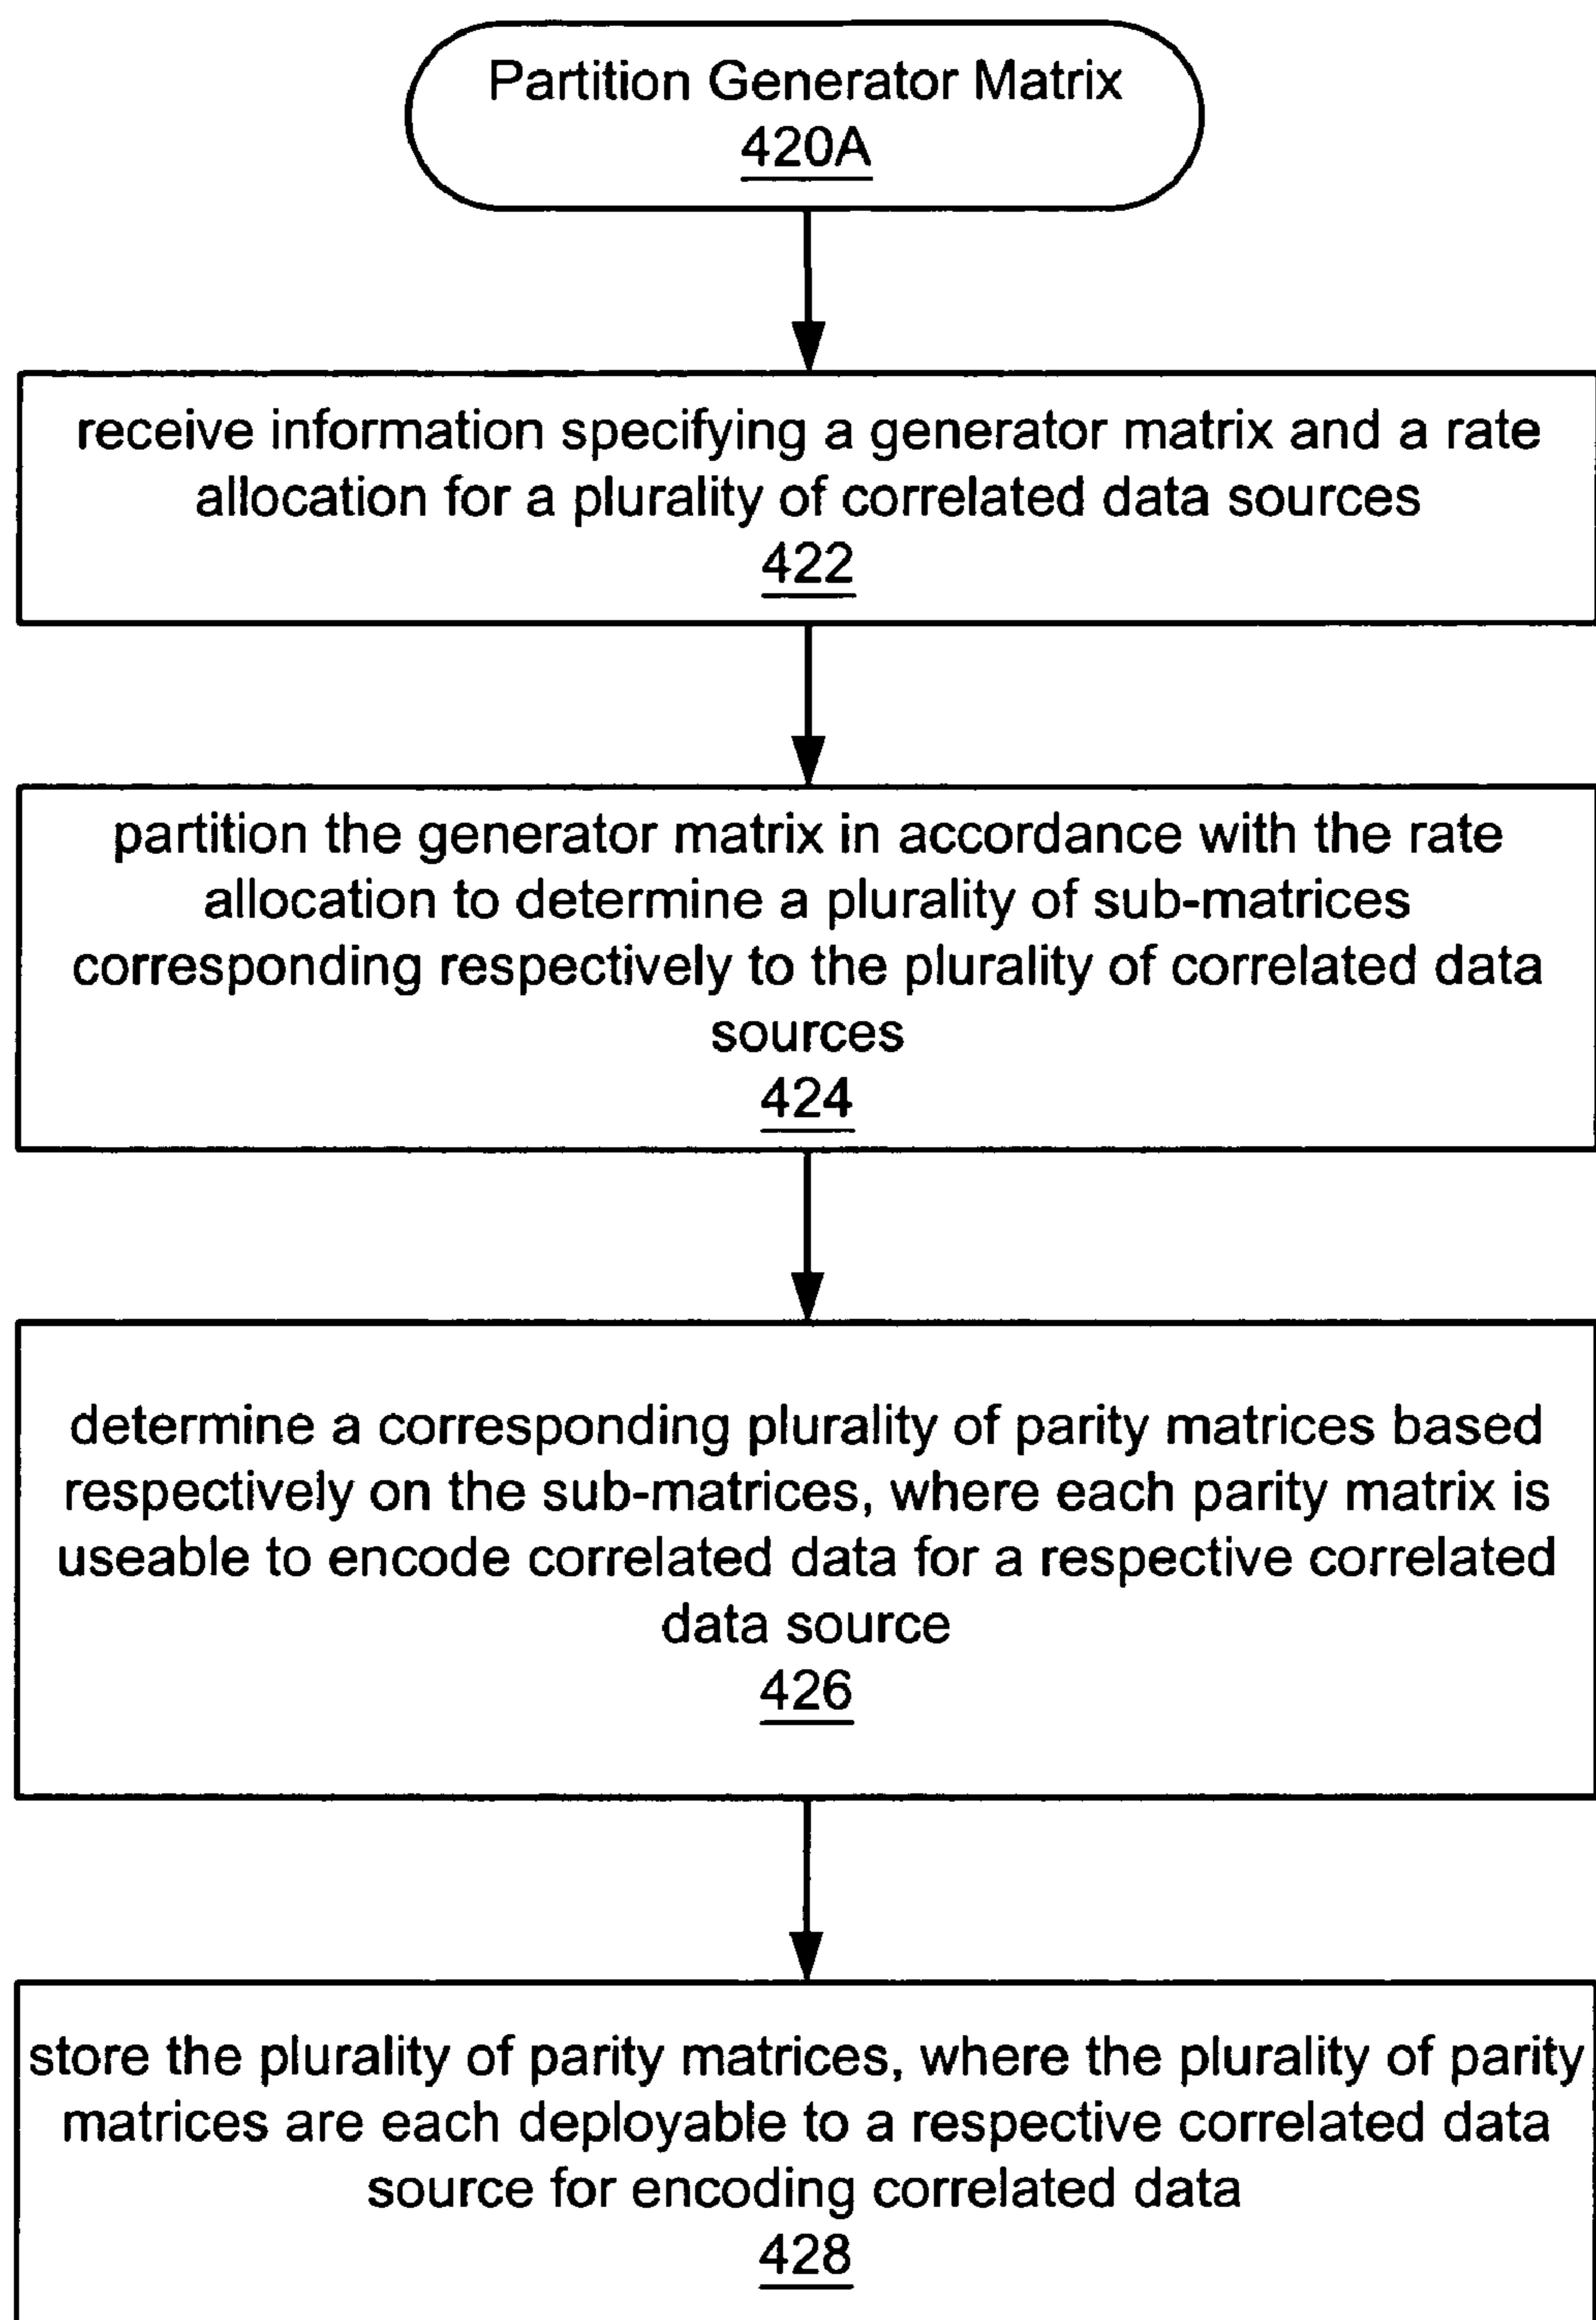 Partition Generator Matrix
420A
receive information specifying a generator matrix and a rate
allocation for a plurality of correlated data sources
422
partition the generator matrix in accordance with the rate
allocation to determine a plurality of sub-matrices
corresponding respectively to the plurality of correlated data
sources
424
determine a corresponding plurality of parity matrices based
respectively on the sub-matrices, where each parity matrix is
useable to encode correlated data for a respective correlated
data source
426
store the plurality of parity matrices, where the plurality of parity
matrices are each deployable to a respective correlated data
source for encoding correlated data
428